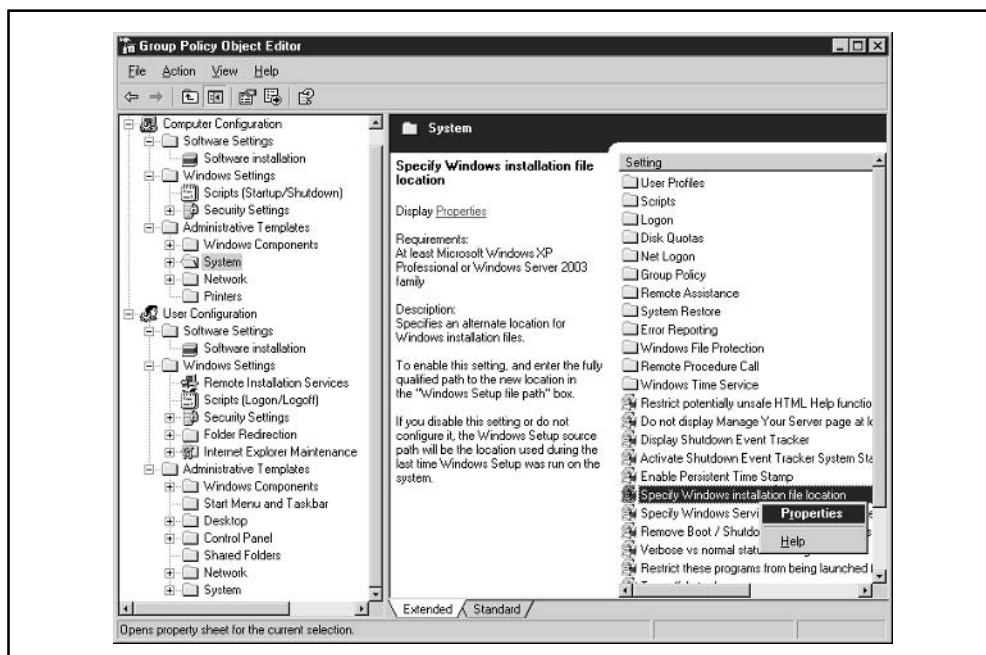 Group Policy Object Editor
File Action View Help
Computer Configuration
Software Settings
Software installation
Windows Settings
Scripts (Startup/Shutdown)
Security Settings
Administrative Templates
Windows Components
System
Network
Printers
User Configuration
Software Settings
Software installation
Windows Settings
Remote Installation Services
Scripts (Logon/Logoff)
Security Settings
Folder Redirection
Internet Explorer Maintenance
Administrative Templates
Windows Components
Start Menu and Taskbar
Desktop
Control Panel
Shared Folders
Network
System
System
Specify Windows installation file
location
Display Properties
Requirements:
At least Microsoft Windows XP
Professional or Windows Server 2003
family
Description:
Specifies an alternate location for
Windows installation files.
To enable this setting, and enter the fully
qualified path to the new location in
the "Windows Setup file path" box.
If you disable this setting or do not
configure it, the Windows Setup source
path will be the location used during the
last time Windows Setup was run on the
system.
Setting
User Profiles
Scripts
Logon
Disk Quotas
Net Logon
Group Policy
Remote Assistance
System Restore
Error Reporting
Windows File Protection
Remote Procedure Call
Windows Time Service
Restrict potentially unsafe HTML Help functio
Do not display Manage Your Server page at
Display Shutdown Event Tracker
Activate Shutdown Event Tracker System Sta
Enable Persistent Time Stamp
Specify Windows installation file location
Specify Windows Servi
Remove Boot / Shutdo
Verbose vs normal statu
Restrict these programs from being launched
Properties
Help
Extended Standard
Opens property sheet for the current selection.